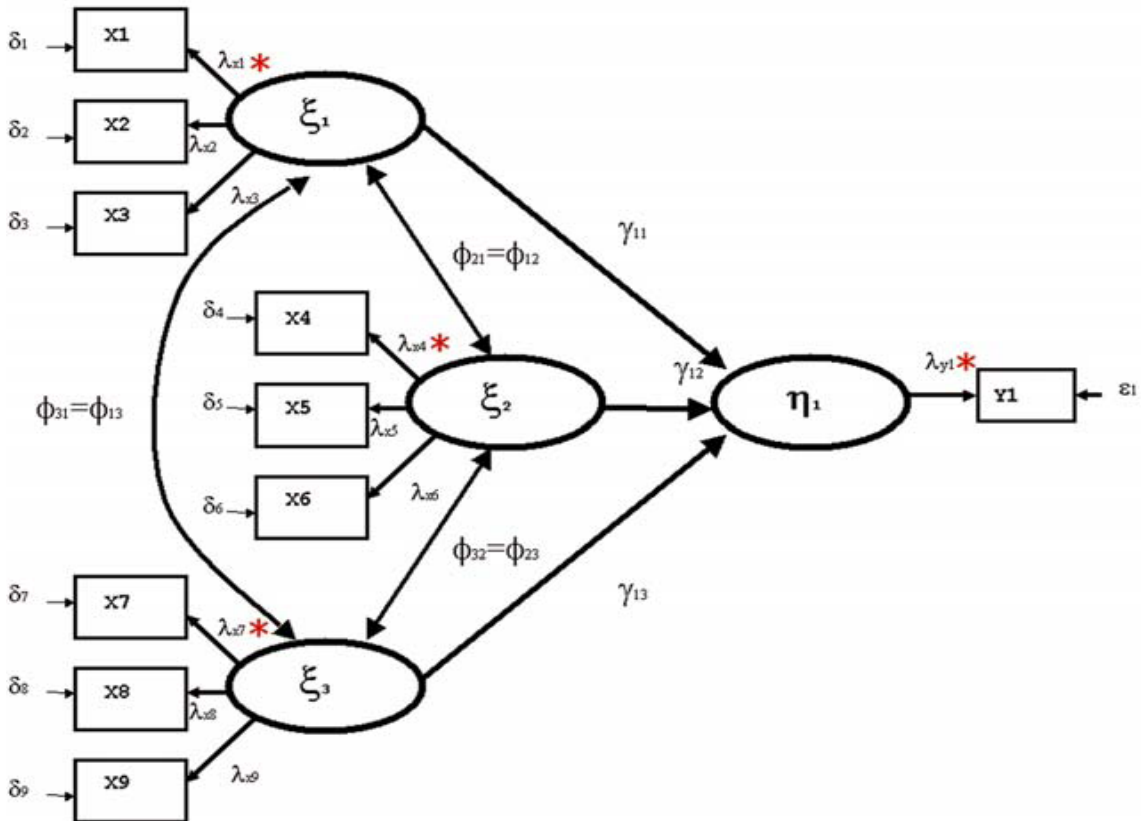 δ1
X1
λx1*
δ2
X2
λx2
δ3
X3
λx3
ξ1
γ11
ϕ21=ϕ12
δ4
X4
λx4*
δ5
X5
λx5
δ6
X6
λx6
ξ2
γ12
η1
λy1*
Y1
ε1
ϕ31=ϕ13
ϕ32=ϕ23
γ13
δ7
X7
λx7*
δ8
X8
λx8
δ9
X9
λx9
ξ3